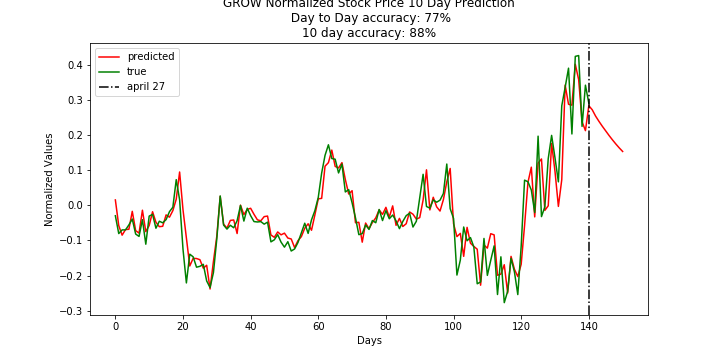 GROW Normalized Stock Price 10 Day Prediction
Day to Day accuracy: 77%
10 day accuracy: 88%
predicted
true
april 27
Normalized Values
0.4
0.3
0.2
0.1
0.0
−0.1
−0.2
−0.3
0 20 40 60 80 100 120 140
Days